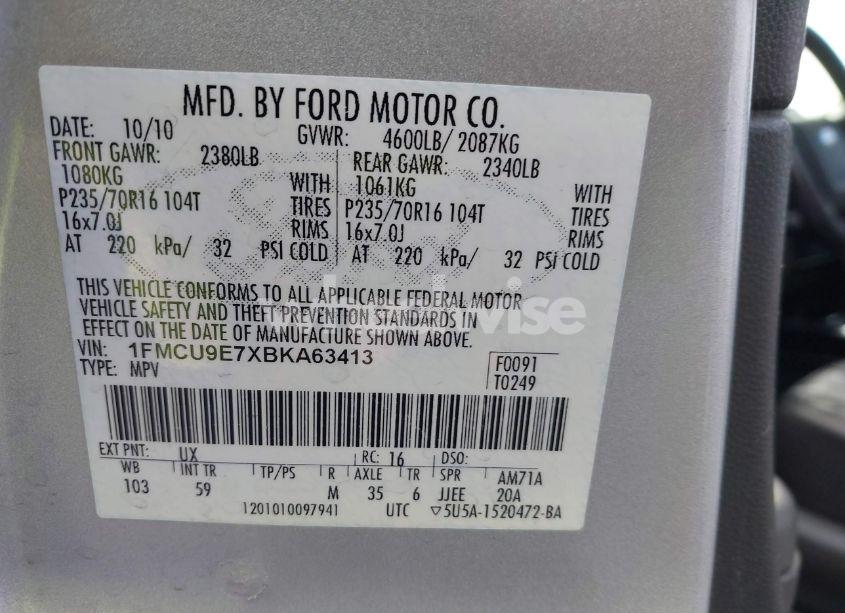 MFD. BY FORD MOTOR CO.
DATE: 10/10 GVWR: 4600LB/ 2087KG
FRONT GAWR: 2380LB REAR GAWR: 2340LB
1080KG WITH 1061KG WITH
P235/70R16 104T TIRES P235/70R16 104T TIRES
16x7.0J RIMS 16x7.0J RIMS
AT 220 kPa/ 32 PSI COLD AT 220 kPa/ 32 PSI COLD
THIS VEHICLE CONFORMS TO ALL APPLICABLE FEDERAL MOTOR
VEHICLE SAFETY AND THEFT PREVENTION STANDARDS IN
EFFECT ON THE DATE OF MANUFACTURE SHOWN ABOVE.
VIN: 1FMCU9E7XBKA63413 F0091
TYPE: MPV T0249
EXT PNT: UX RC: 16 DSO:
WB INT TR TP/PS R AXLE TR SPR AM71A
103 59 M 35 6 JJEE 20A
1201010097941 UTC ▽5U5A-1520472-BA